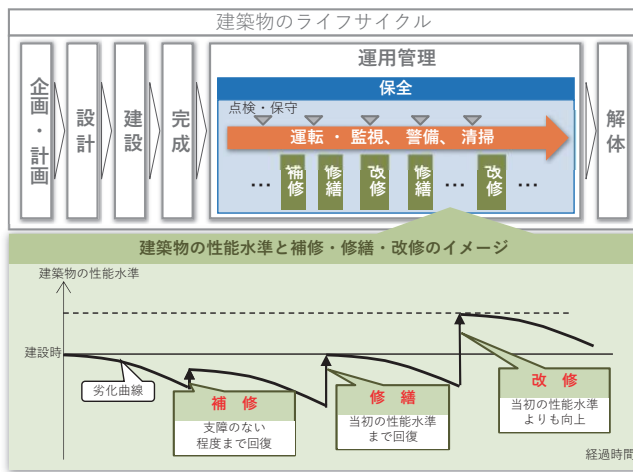 建築物のライフサイクル
企画・計画
設計
建設
完成
運用管理
保全
点検・保守
運転 ・ 監視、 警備、 清掃
… 補修 修繕 改修 修繕 … 改修 …
解体
建築物の性能水準と補修・修繕・改修のイメージ
建築物の性能水準
建設時
劣化曲線
補 修
支障のない
程度まで回復
修 繕
当初の性能水準
まで回復
改 修
当初の性能水準
よりも向上
経過時間